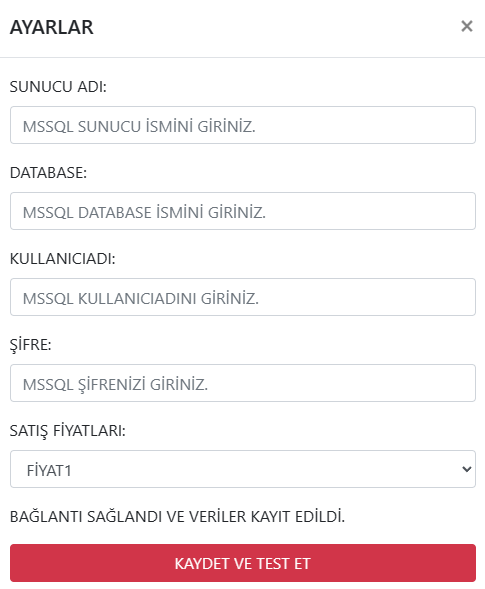 AYARLAR ×
SUNUCU ADI:
MSSQL SUNUCU İSMİNİ GİRİNİZ.
DATABASE:
MSSQL DATABASE İSMİNİ GİRİNİZ.
KULLANICIADI:
MSSQL KULLANICIADINI GİRİNİZ.
ŞİFRE:
MSSQL ŞİFRENİZİ GİRİNİZ.
SATIŞ FİYATLARI:
FİYAT1
BAĞLANTI SAĞLANDI VE VERİLER KAYIT EDİLDİ.
KAYDET VE TEST ET